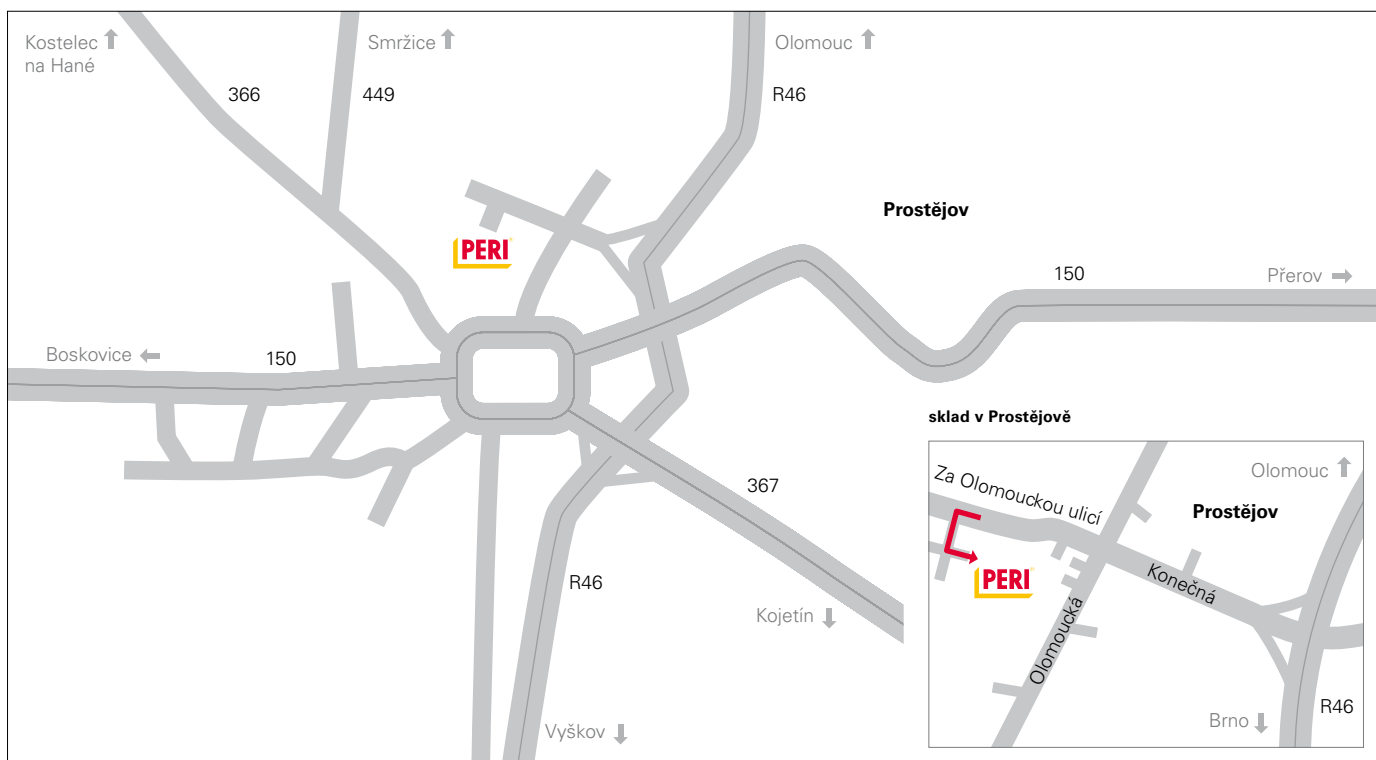 Kostelec
na Hané
Smržice
Olomouc
366
449
R46
Prostějov
PERI
150
Přerov
Boskovice
150
sklad v Prostějově
367
R46
Kojetín
Vyškov
Za Olomouckou ulicí
Olomouc
Prostějov
PERI
Konečná
Olomoucká
R46
Brno